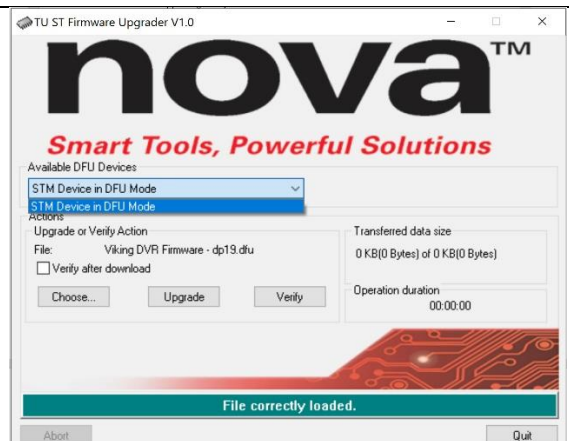 TU ST Firmware Upgrader V1.0
nova™
Smart Tools, Powerful Solutions
Available DFU Devices
STM Device in DFU Mode
STM Device in DFU Mode
Actions
Upgrade or Verify Action
File: Viking DVR Firmware - dp19.dfu
Verify after download
Choose... Upgrade Verify
Transferred data size
0 KB(0 Bytes) of 0 KB(0 Bytes)
Operation duration
00:00:00
File correctly loaded.
Abort Quit